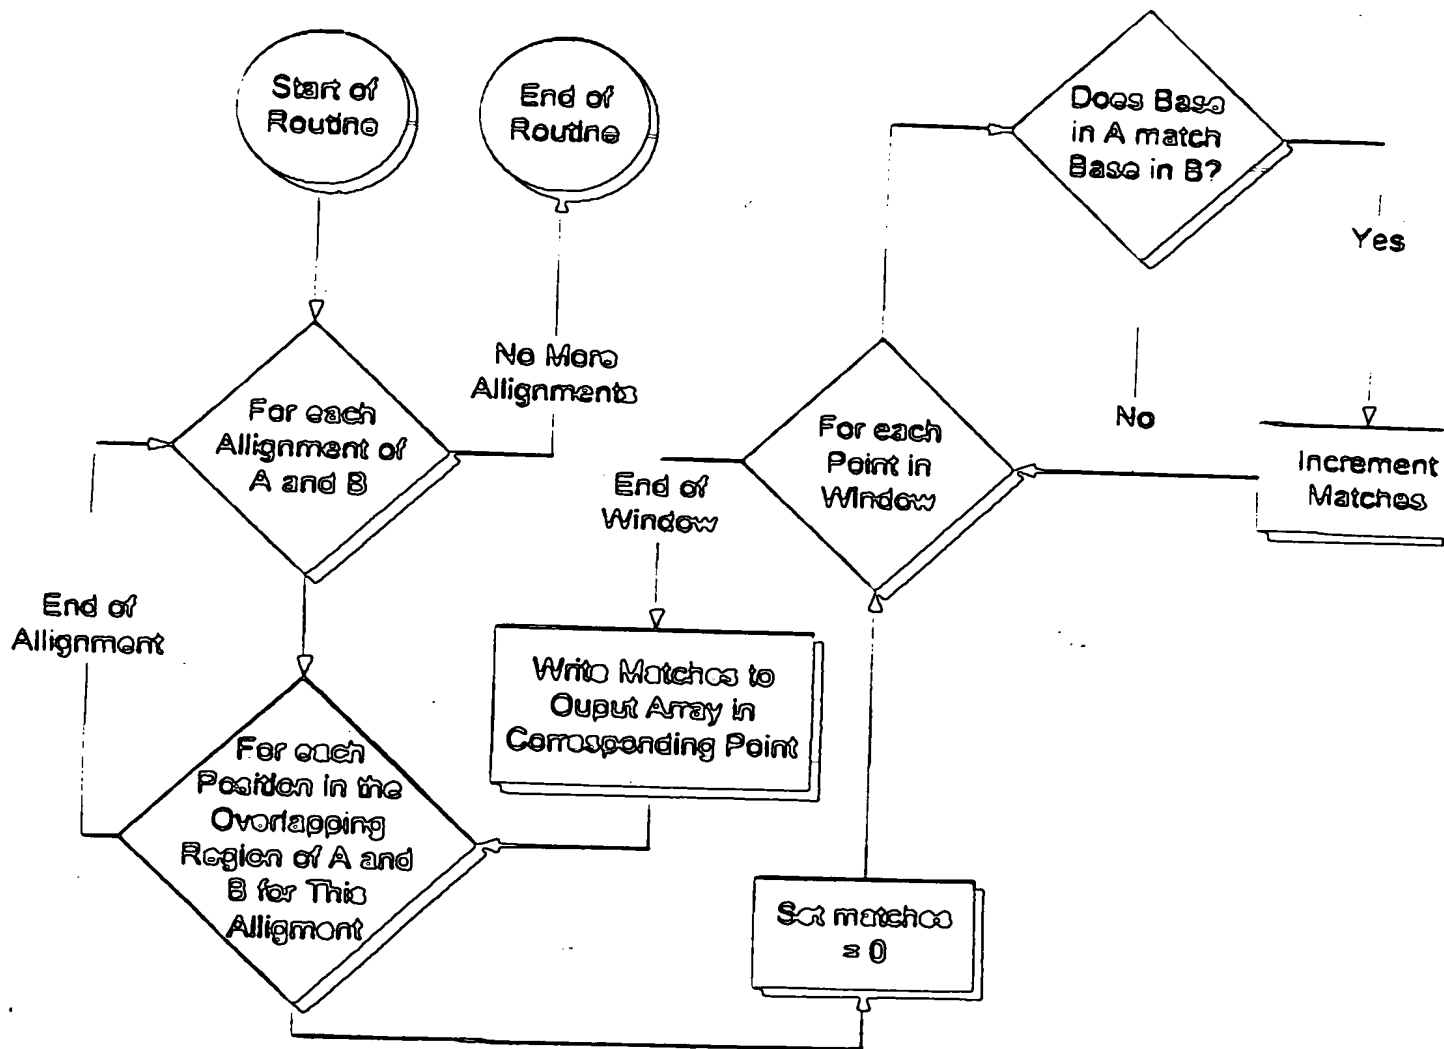 Start of
Routine
End of
Routine
Does Base
in A match
Base in B?
Yes
No More
Allignments
For each
Allignment of
A and B
For each
Point in
Window
No
Increment
Matches
End of
Window
End of
Allignment
Write Matches to
Ouput Array in
Corresponding Point
For each
Position in the
Overlapping
Region of A and
B for This
Alligment
Set matches
= 0